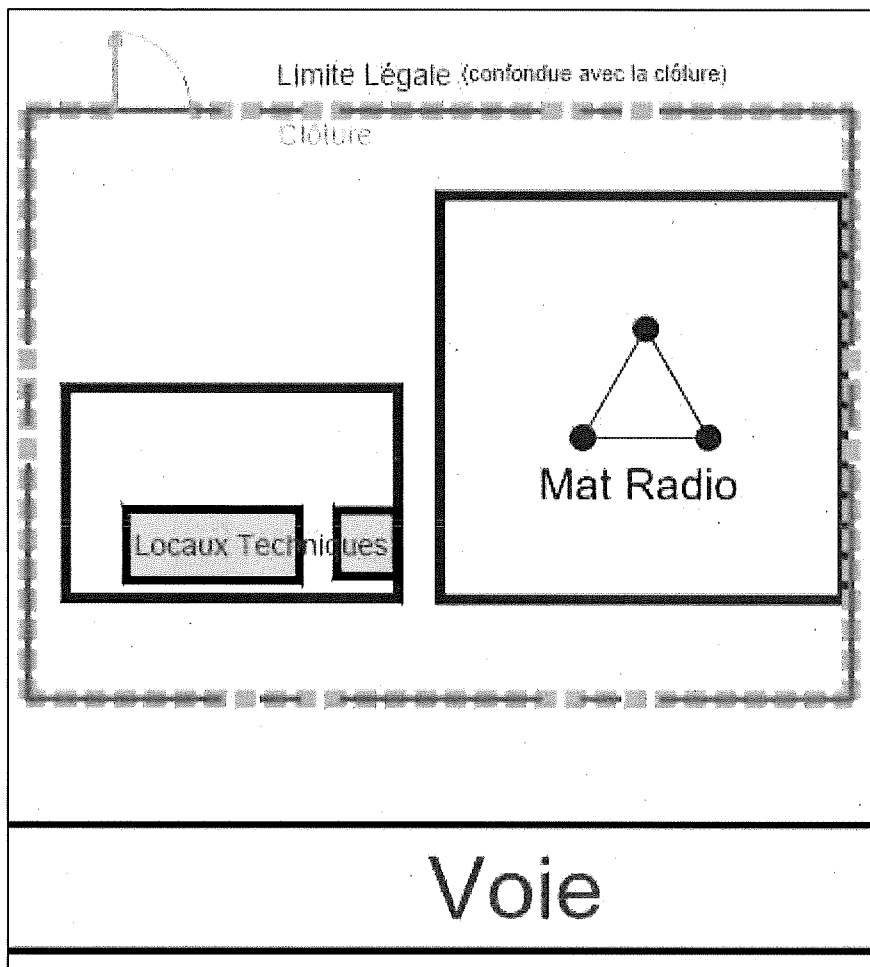 Limite Légale (confondue avec la clôture)
Clôture
Mat Radio
Locaux Techniques
Voie